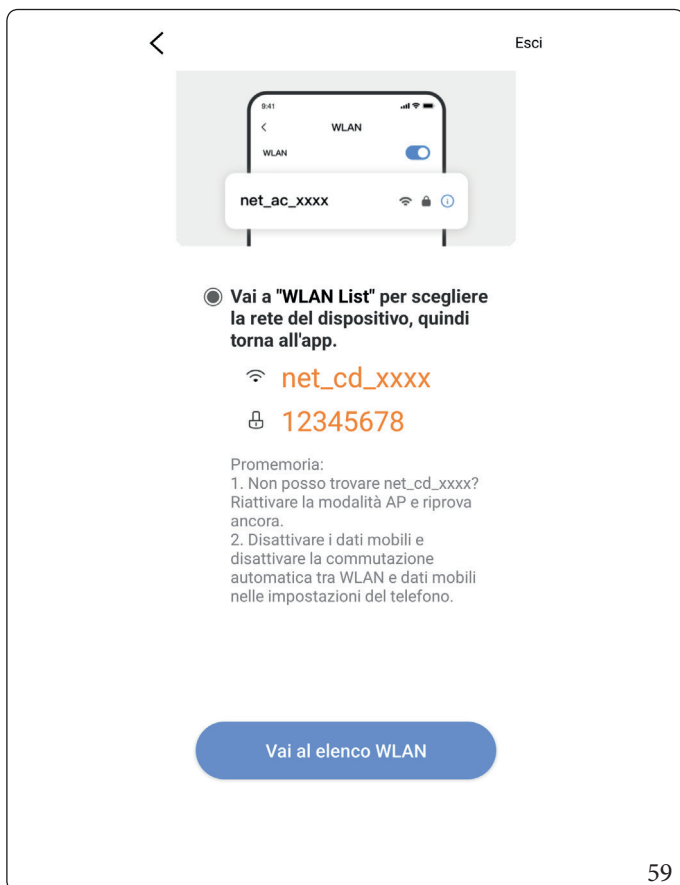 Esci
9:41
WLAN
WLAN
net_ac_xxxx
Vai a "WLAN List" per scegliere
la rete del dispositivo, quindi
torna all'app.
net_cd_xxxx
12345678
Promemoria:
1. Non posso trovare net_cd_xxxx?
Riattivare la modalità AP e riprova
ancora.
2. Disattivare i dati mobili e
disattivare la commutazione
automatica tra WLAN e dati mobili
nelle impostazioni del telefono.
Vai al elenco WLAN
59